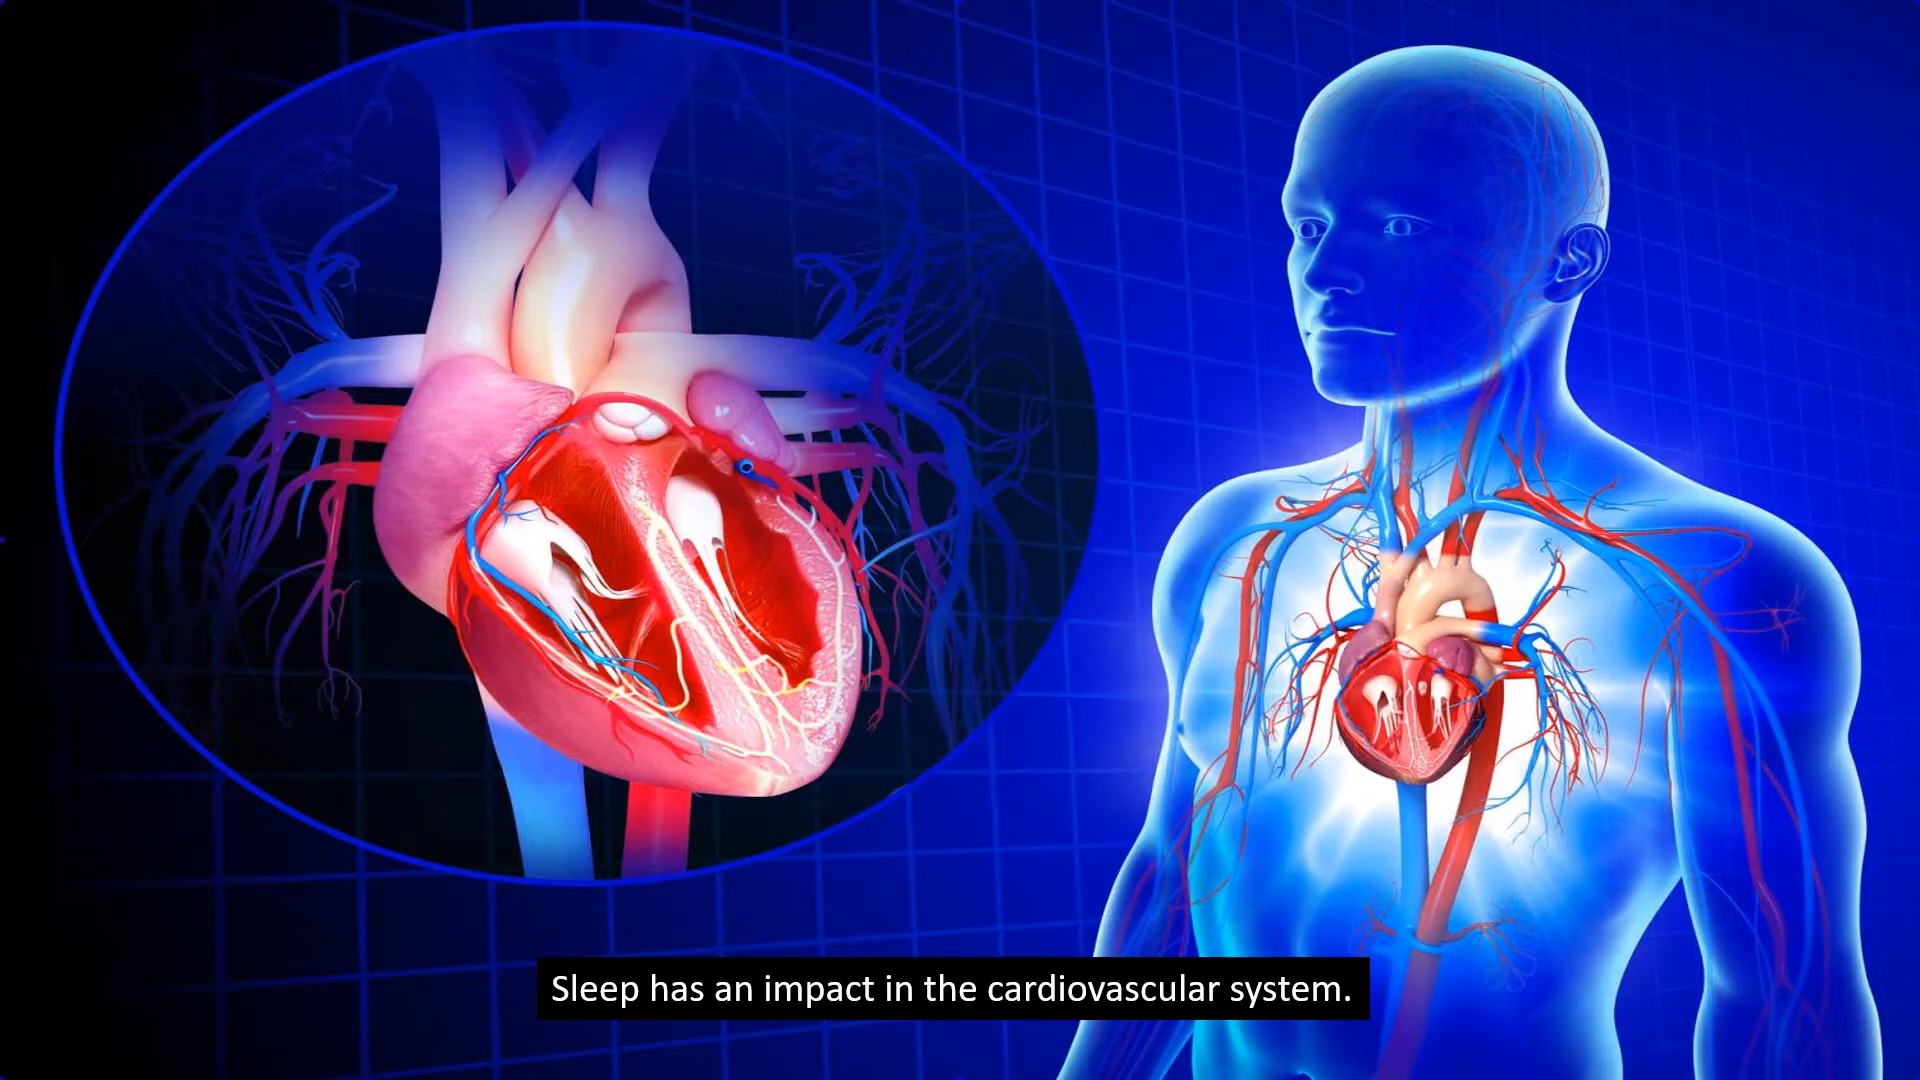 Sleep has an impact in the cardiovascular system.